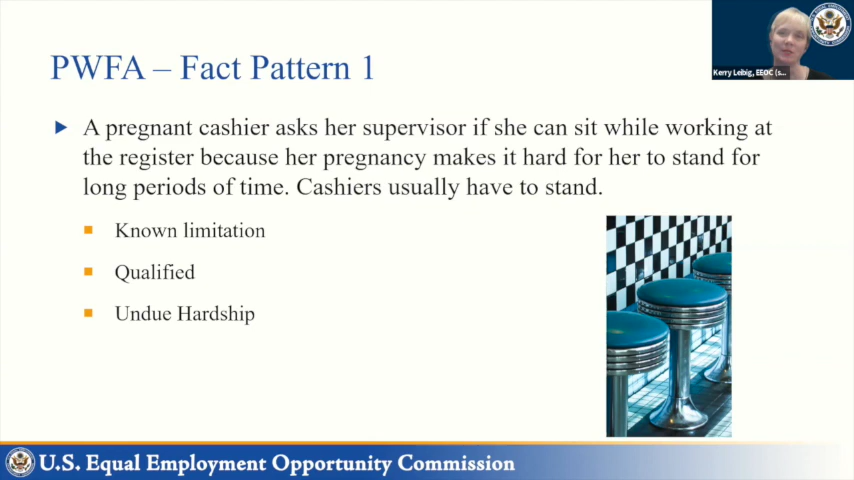 Kerry Leibig, EEOC (s...
PWFA – Fact Pattern 1
A pregnant cashier asks her supervisor if she can sit while working at
the register because her pregnancy makes it hard for her to stand for
long periods of time. Cashiers usually have to stand.
Known limitation
Qualified
Undue Hardship
U.S. Equal Employment Opportunity Commission